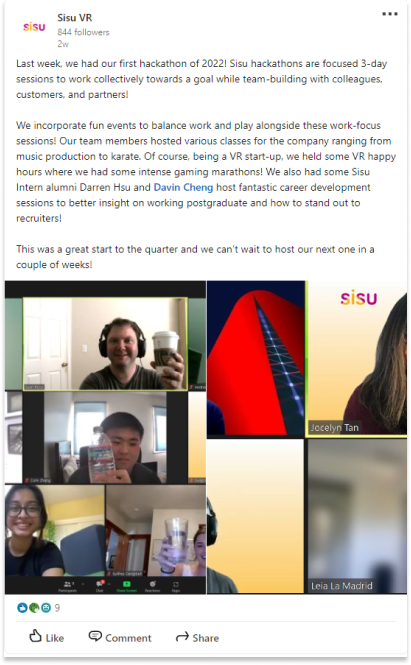 sisu
Sisu VR
844 followers
2w
Last week, we had our first hackathon of 2022! Sisu hackathons are focused 3-day
sessions to work collectively towards a goal while team-building with colleagues,
customers, and partners!
We incorporate fun events to balance work and play alongside these work-focus
sessions! Our team members hosted various classes for the company ranging from
music production to karate. Of course, being a VR start-up, we held some VR happy
hours where we had some intense gaming marathons! We also had some Sisu
Intern alumni Darren Hsu and Davin Cheng host fantastic career development
sessions to better insight on working postgraduate and how to stand out to
recruiters!
This was a great start to the quarter and we can't wait to host our next one in a
couple of weeks!
sisu
Jocelyn Tan
Leia La Madrid
Participants
Chat
Share Screen
Reactions
9
Like
Comment
Share